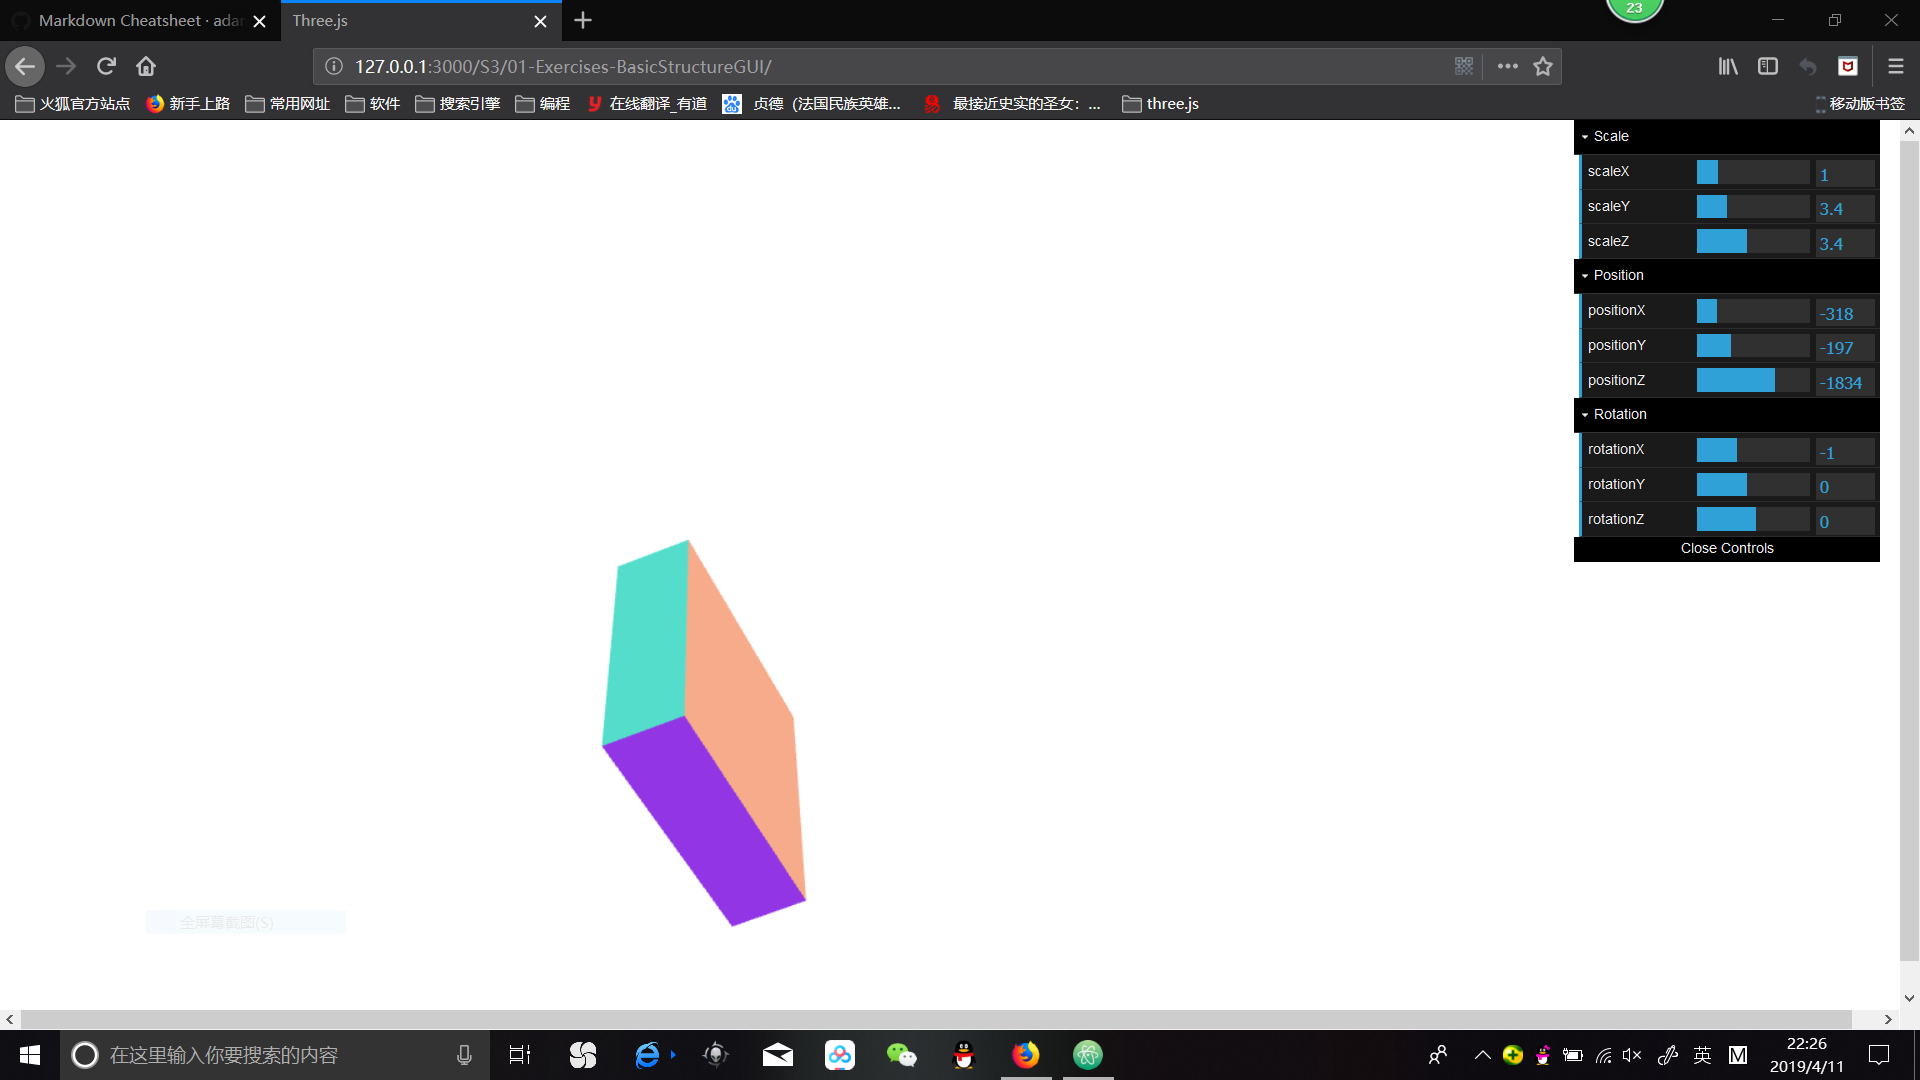 Markdown Cheatsheet · adar
Three.js
23
127.0.0.1:3000/S3/01-Exercises-BasicStructureGUI/
火狐官方站点 新手上路 常用网址 软件 搜索引擎 编程 在线翻译_有道 贞德（法国民族英雄... 最接近史实的圣女：... three.js 移动版书签
Scale
scaleX 1
scaleY 3.4
scaleZ 3.4
Position
positionX -318
positionY -197
positionZ -1834
Rotation
rotationX -1
rotationY 0
rotationZ 0
Close Controls
全屏幕截图(S)
在这里输入你要搜索的内容
英
M
22:26
2019/4/11